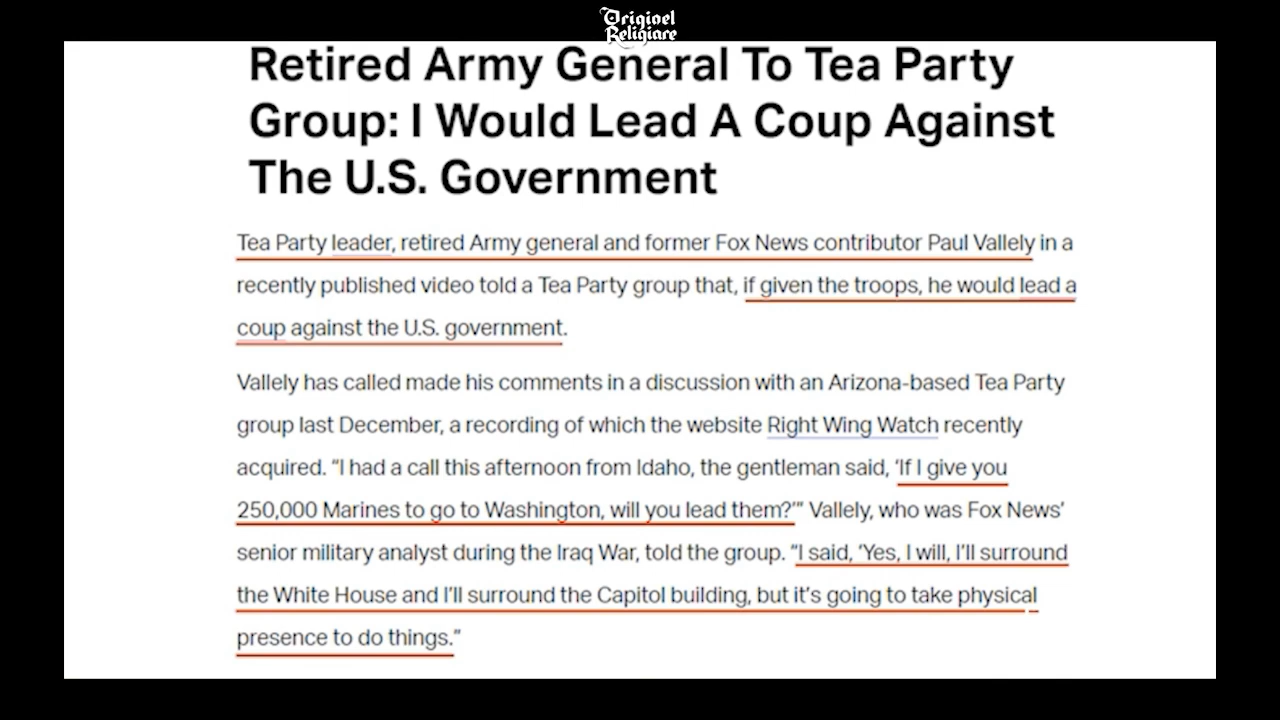 Origioel
Religiare
Retired Army General To Tea Party
Group: I Would Lead A Coup Against
The U.S. Government
Tea Party leader, retired Army general and former Fox News contributor Paul Vallely in a
recently published video told a Tea Party group that, if given the troops, he would lead a
coup against the U.S. government.
Vallely has called made his comments in a discussion with an Arizona-based Tea Party
group last December, a recording of which the website Right Wing Watch recently
acquired. “I had a call this afternoon from Idaho, the gentleman said, ‘If I give you
250,000 Marines to go to Washington, will you lead them?’” Vallely, who was Fox News’
senior military analyst during the Iraq War, told the group. “I said, ‘Yes, I will, I’ll surround
the White House and I’ll surround the Capitol building, but it’s going to take physical
presence to do things.”